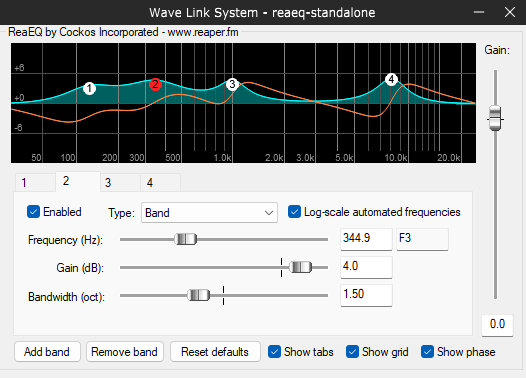 Wave Link System - reaeq-standalone
ReaEQ by Cockos Incorporated - www.reaper.fm
Gain:
+6
+0
-6
1 2 3 4
50 100 200 300 500 1.0k 2.0k 3.0k 5.0k 10.0k 20.0k
1 2 3 4
Enabled Type: Band Log-scale automated frequencies
Frequency (Hz): 344.9 F3
Gain (dB): 4.0
Bandwidth (oct): 1.50
0.0
Add band Remove band Reset defaults Show tabs Show grid Show phase